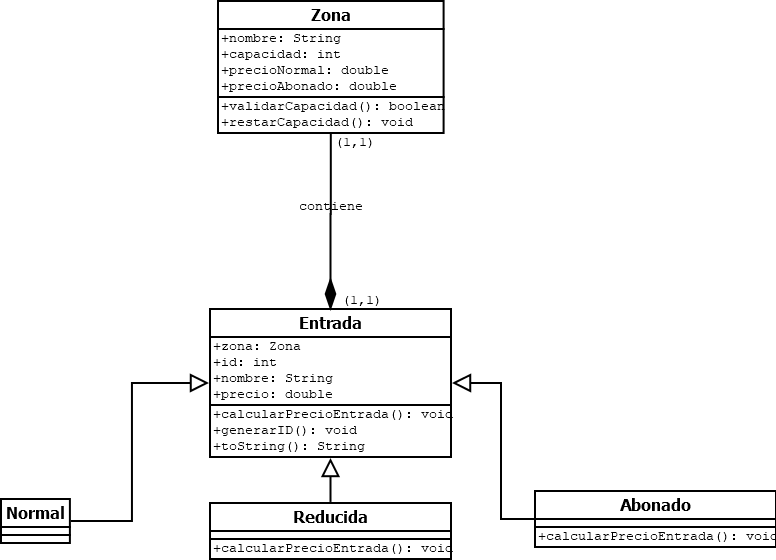 Zona
+nombre: String
+capacidad: int
+precioNormal: double
+precioAbonado: double
+validarCapacidad(): boolean
+restarCapacidad(): void
(1,1)
contiene
(1,1)
Entrada
+zona: Zona
+id: int
+nombre: String
+precio: double
+calcularPrecioEntrada(): void
+generarID(): void
+toString(): String
Normal
Reducida
+calcularPrecioEntrada(): void
Abonado
+calcularPrecioEntrada(): void